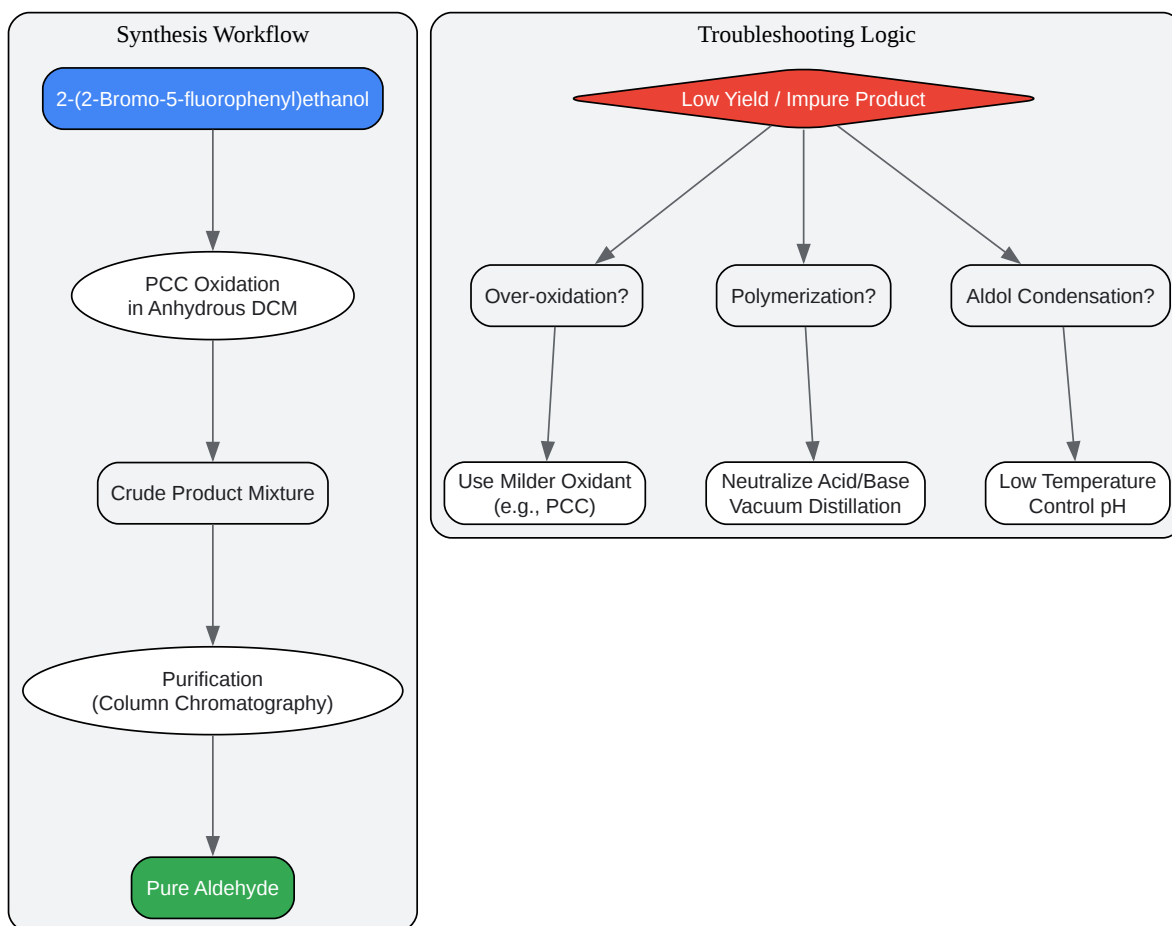 Synthesis Workflow
2-(2-Bromo-5-fluorophenyl)ethanol
PCC Oxidation
in Anhydrous DCM
Crude Product Mixture
Purification
(Column Chromatography)
Pure Aldehyde
Troubleshooting Logic
Low Yield / Impure Product
Over-oxidation?
Polymerization?
Aldol Condensation?
Use Milder Oxidant
(e.g., PCC)
Neutralize Acid/Base
Vacuum Distillation
Low Temperature
Control pH